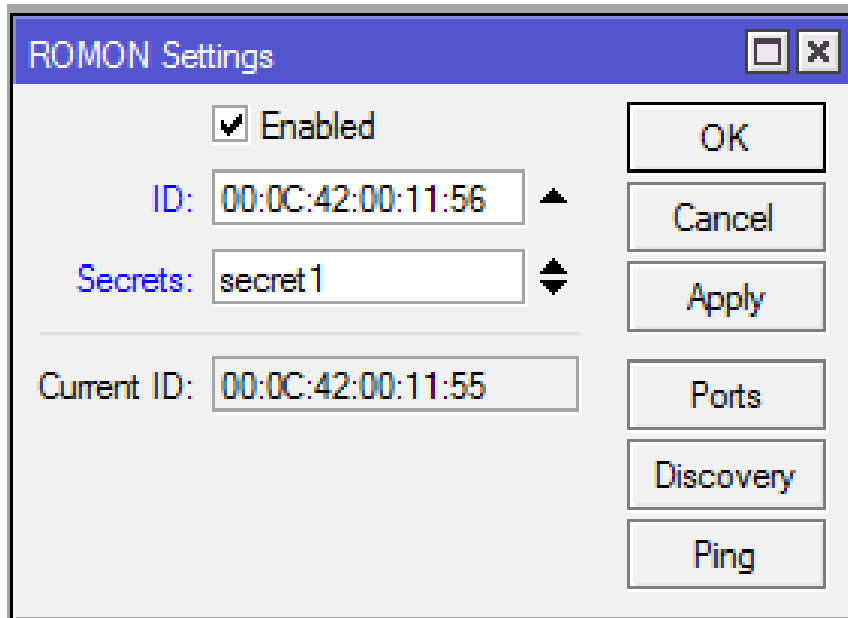 ROMON Settings
Enabled
OK
ID: 00:0C:42:00:11:56
Cancel
Secrets: secret1
Apply
Current ID: 00:0C:42:00:11:55
Ports
Discovery
Ping